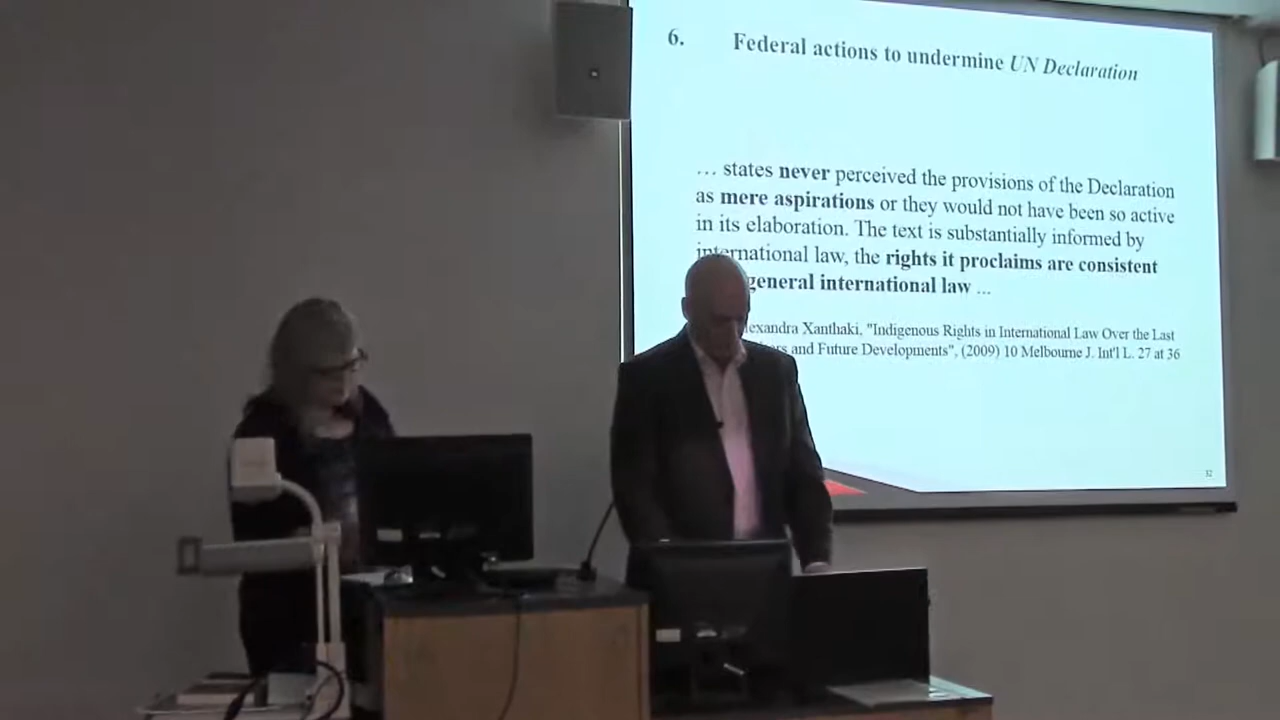 6. Federal actions to undermine UN Declaration
… states never perceived the provisions of the Declaration
as mere aspirations or they would not have been so active
in its elaboration. The text is substantially informed by
international law, the rights it proclaims are consistent
general international law ...
exandra Xanthaki, "Indigenous Rights in International Law Over the Last
and Future Developments", (2009) 10 Melbourne J. Int'l L. 27 at 36
32